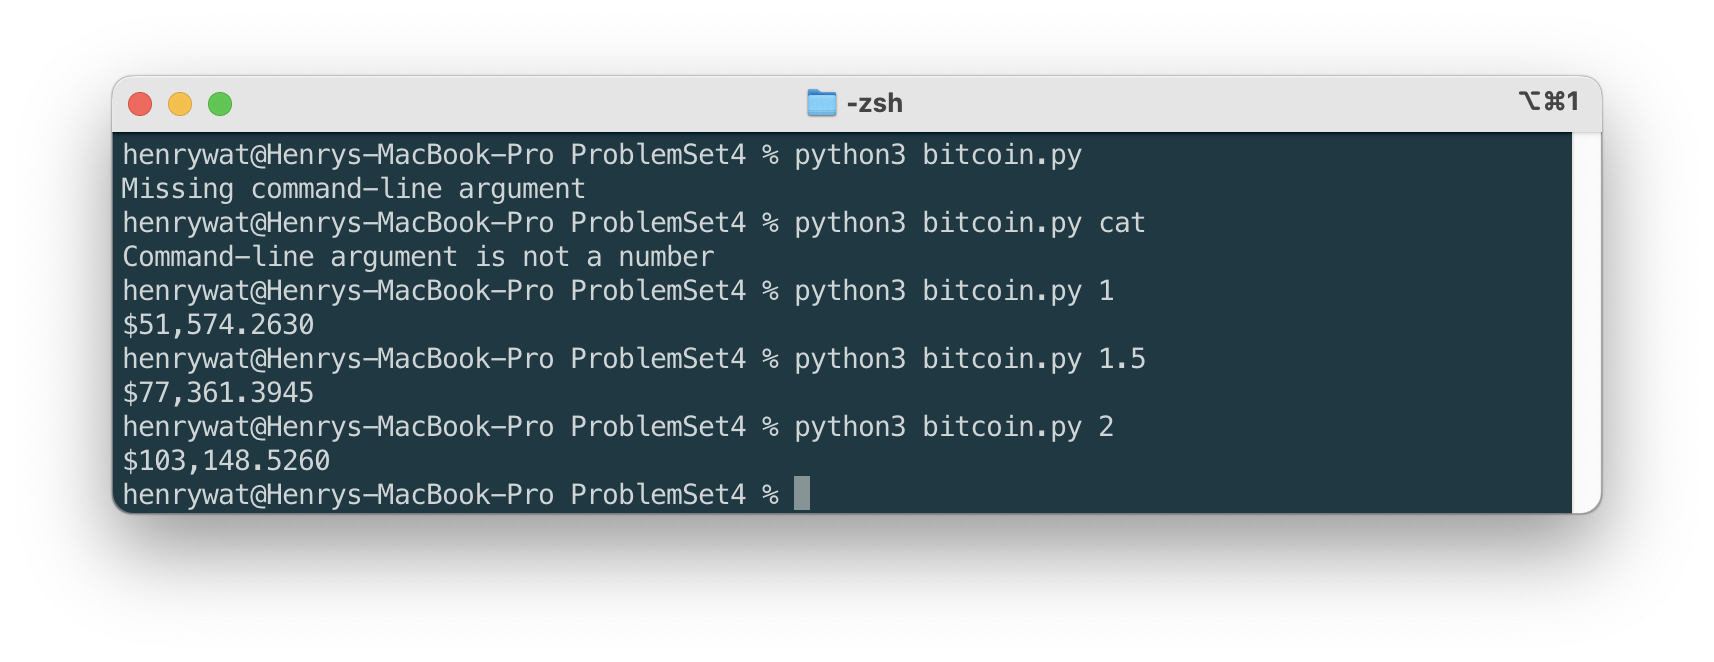 -zsh
⌥⌘1
henrywat@Henrys-MacBook-Pro ProblemSet4 % python3 bitcoin.py
Missing command-line argument
henrywat@Henrys-MacBook-Pro ProblemSet4 % python3 bitcoin.py cat
Command-line argument is not a number
henrywat@Henrys-MacBook-Pro ProblemSet4 % python3 bitcoin.py 1
$51,574.2630
henrywat@Henrys-MacBook-Pro ProblemSet4 % python3 bitcoin.py 1.5
$77,361.3945
henrywat@Henrys-MacBook-Pro ProblemSet4 % python3 bitcoin.py 2
$103,148.5260
henrywat@Henrys-MacBook-Pro ProblemSet4 %